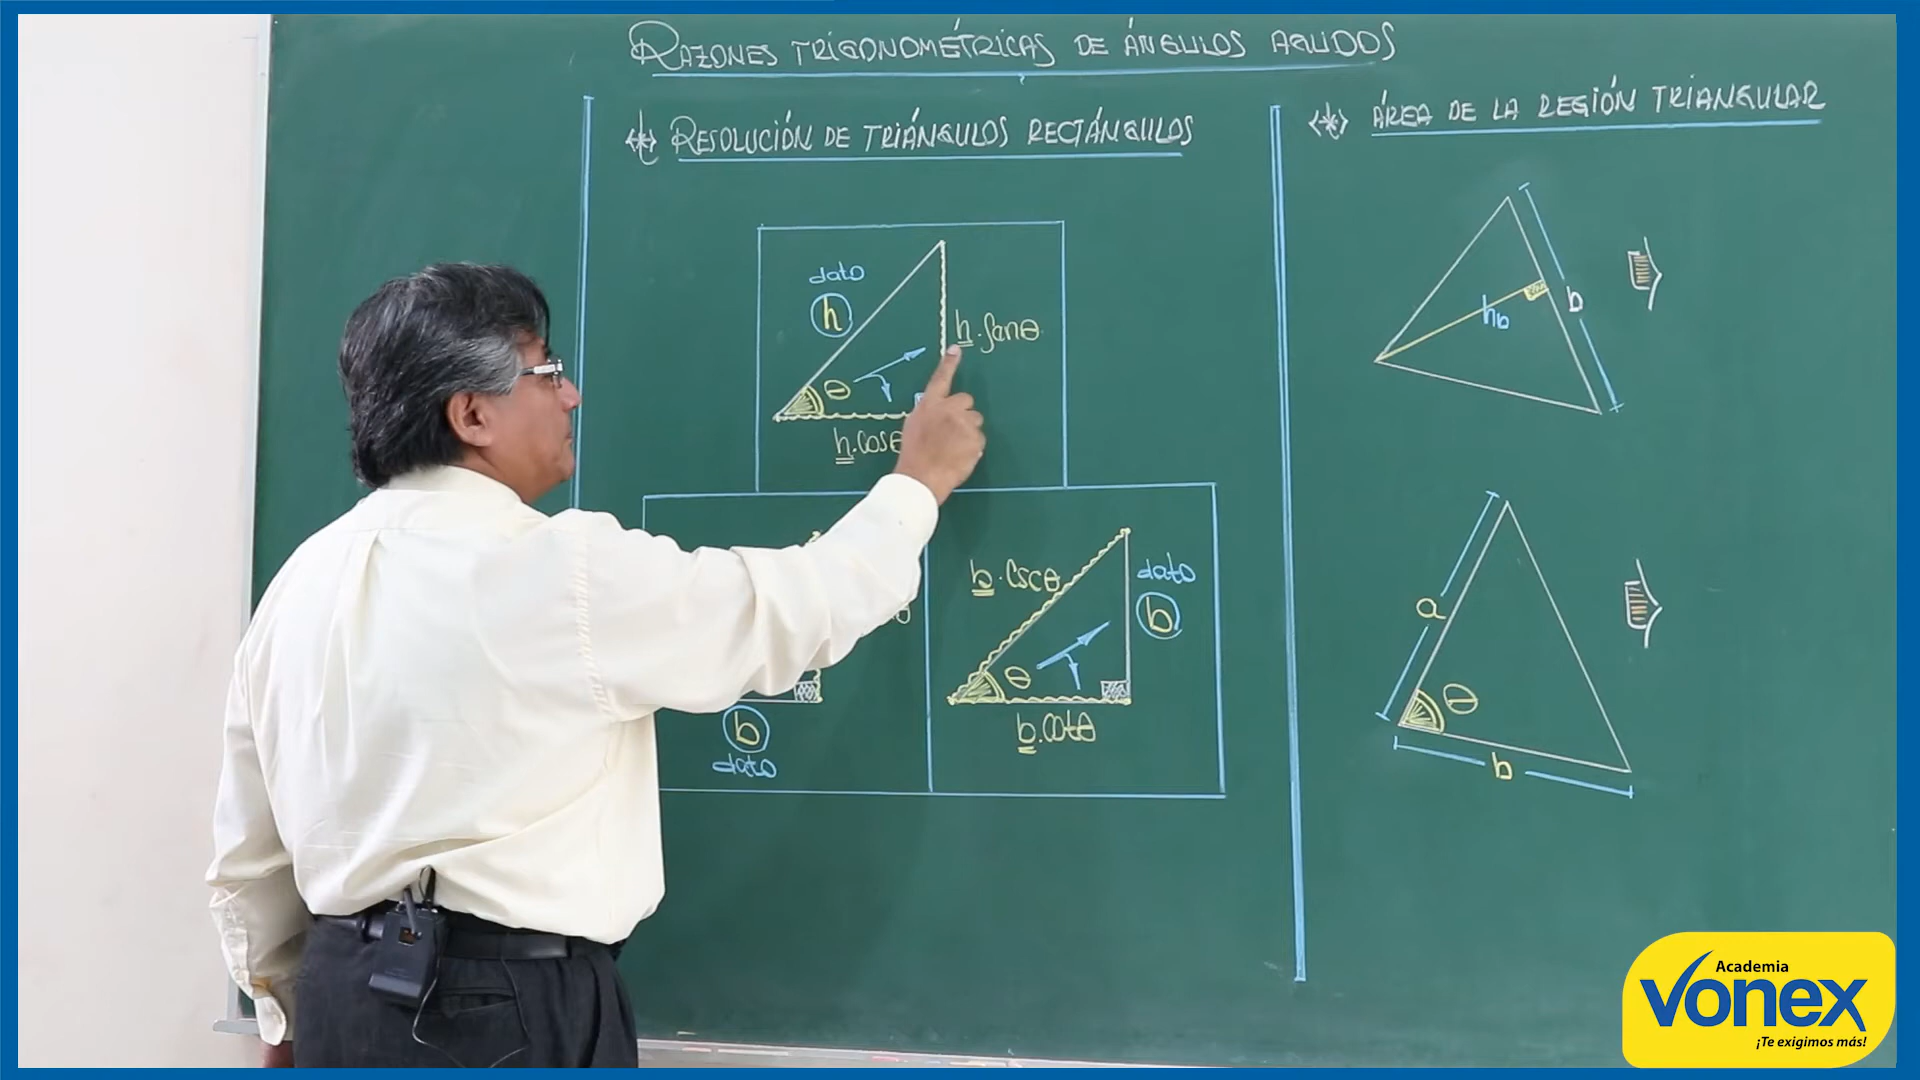 RAZONES TRIGONOMÉTRICAS DE ÁNGULOS AGUDOS
<*> RESOLUCIÓN DE TRIÁNGULOS RECTÁNGULOS
dato
h
h.Senθ
θ
h.Cosθ
b
dato
b.Cscθ
dato
b
θ
b.Cotθ
<*> ÁREA DE LA REGIÓN TRIANGULAR
b
hb
a
θ
b
Academia
vonex
¡Te exigimos más!